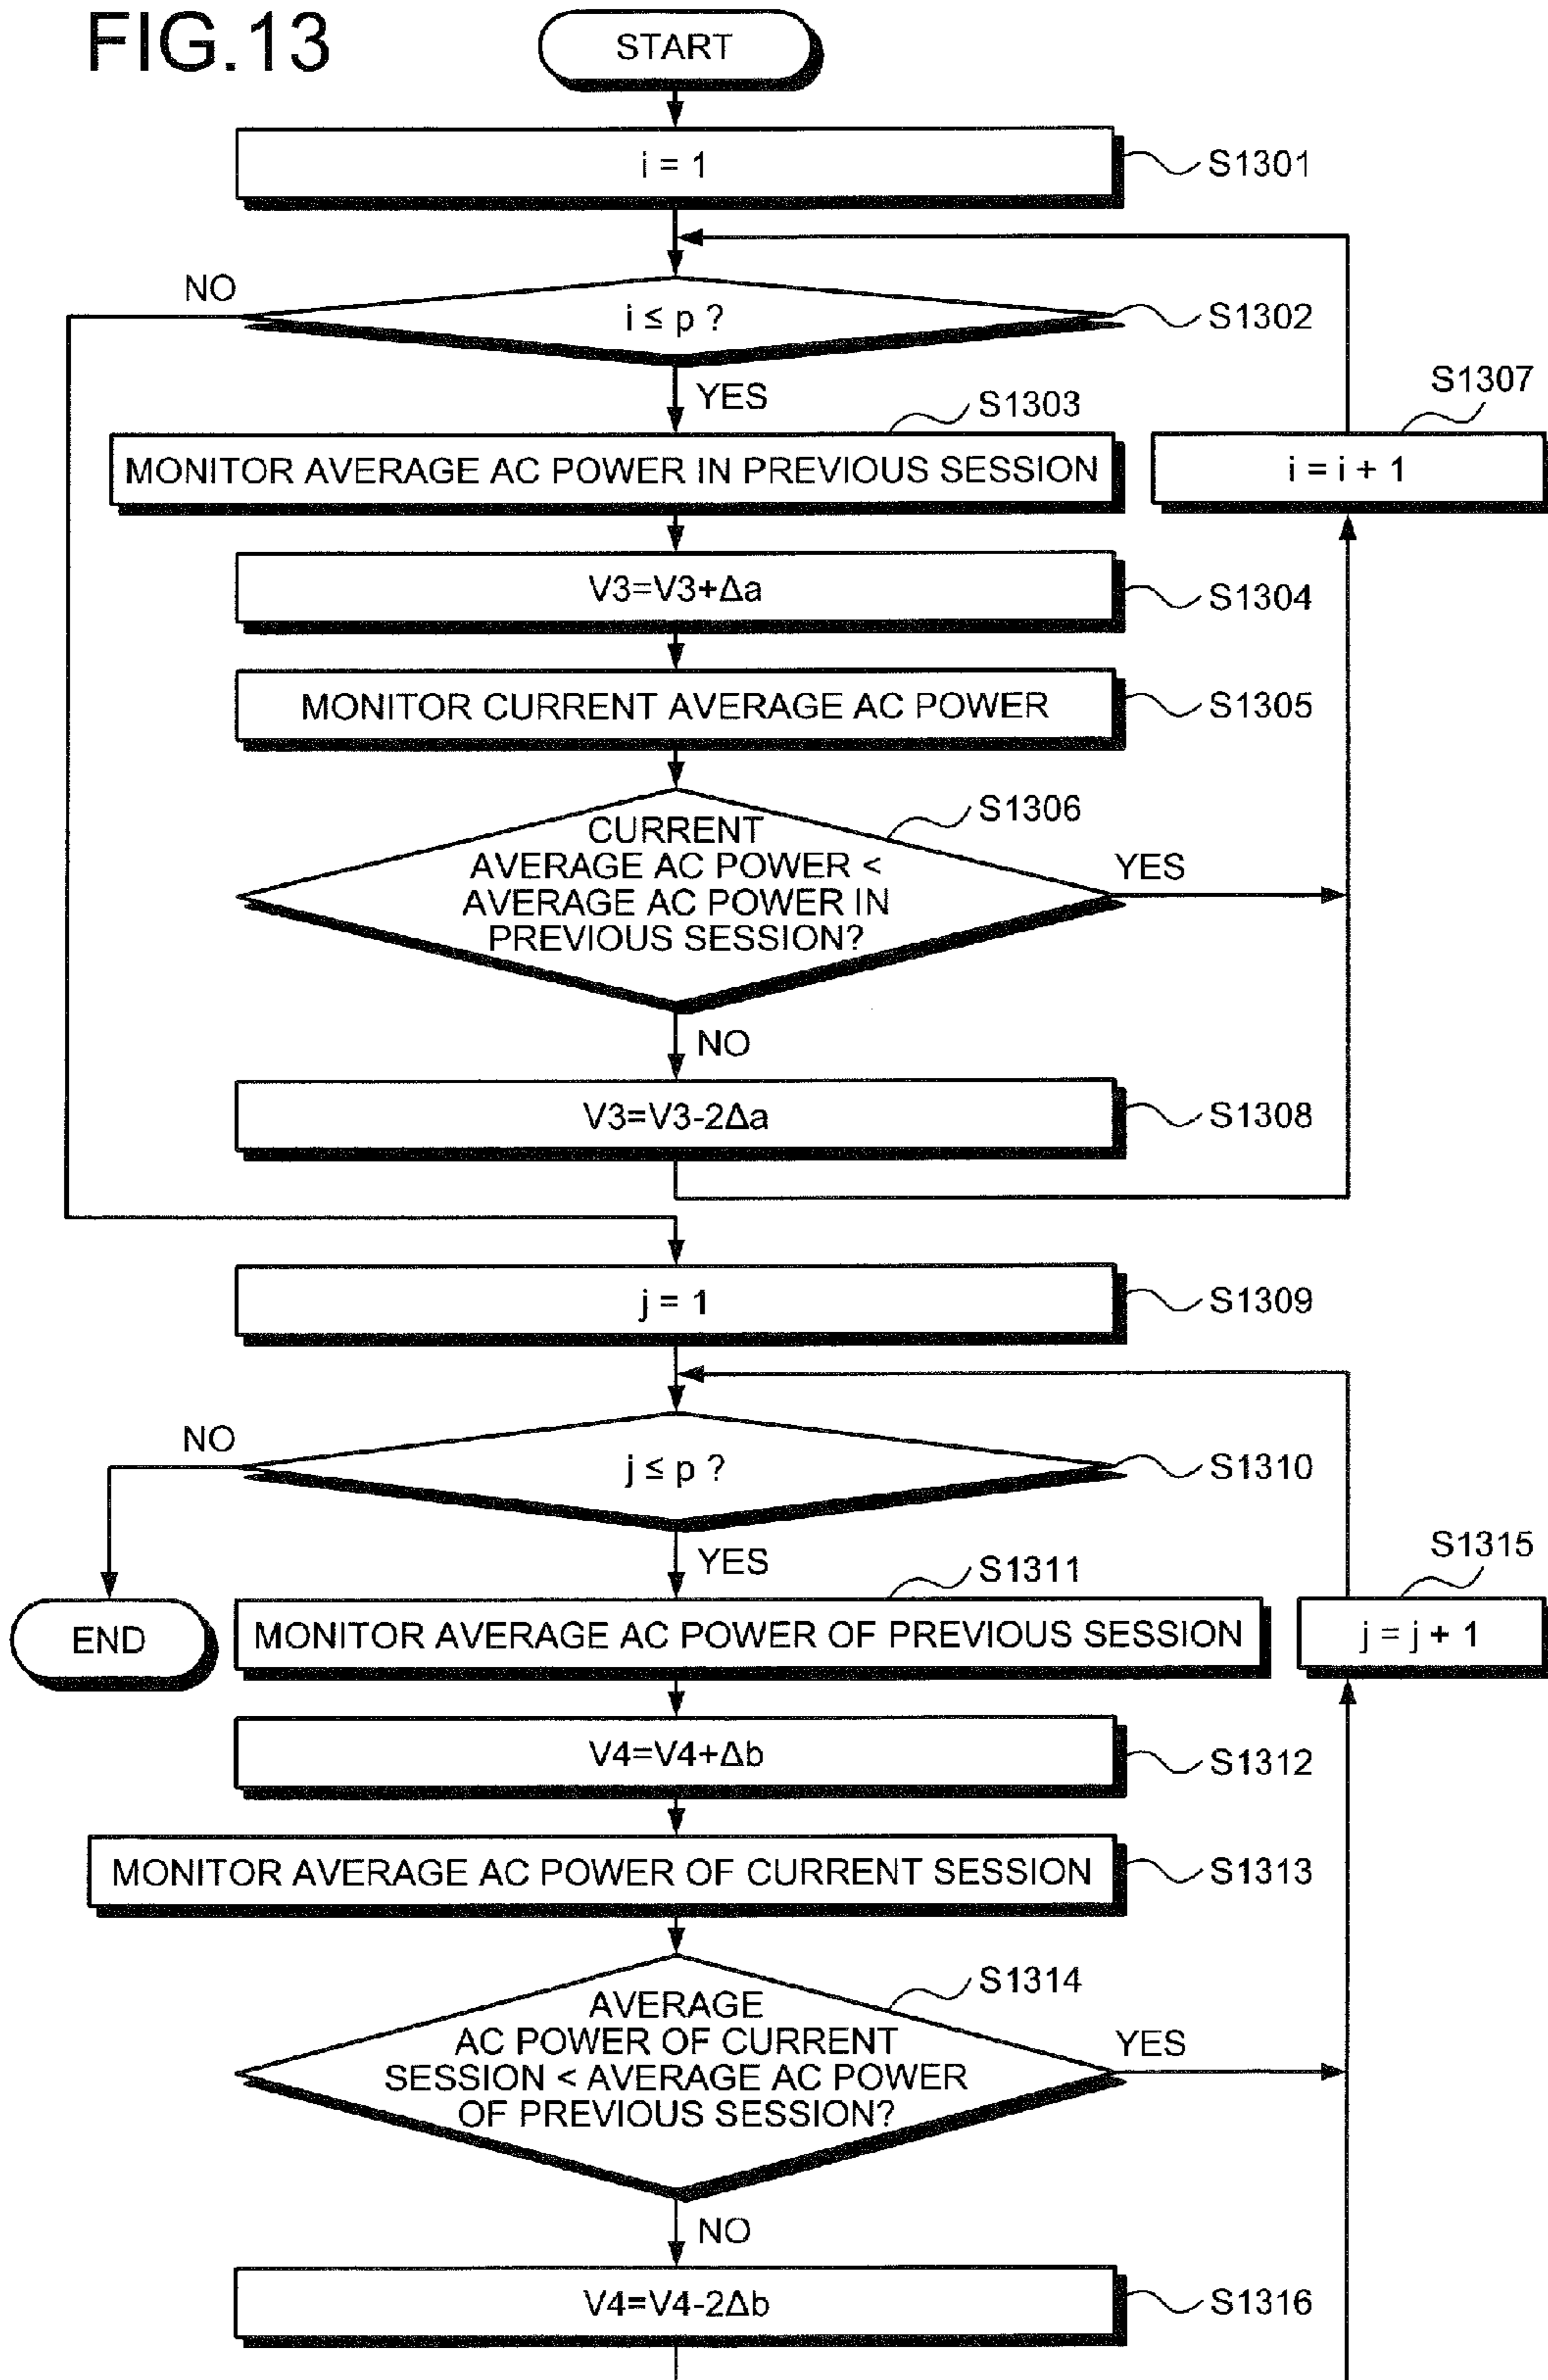 FIG.13
START
i = 1
S1301
NO
i ≤ p ?
S1302
YES
S1303
S1307
MONITOR AVERAGE AC POWER IN PREVIOUS SESSION
i = i + 1
V3=V3+Δa
S1304
MONITOR CURRENT AVERAGE AC POWER
S1305
S1306
CURRENT
AVERAGE AC POWER <
AVERAGE AC POWER IN
PREVIOUS SESSION?
YES
NO
V3=V3-2Δa
S1308
j = 1
S1309
NO
j ≤ p ?
S1310
YES
S1311
S1315
END
MONITOR AVERAGE AC POWER OF PREVIOUS SESSION
j = j + 1
V4=V4+Δb
S1312
MONITOR AVERAGE AC POWER OF CURRENT SESSION
S1313
S1314
AVERAGE
AC POWER OF CURRENT
SESSION < AVERAGE AC POWER
OF PREVIOUS SESSION?
YES
NO
V4=V4-2Δb
S1316